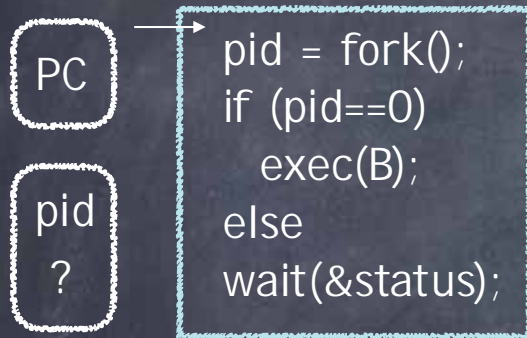 PC
pid
?
pid = fork();
if (pid==0)
exec(B);
else
wait(&status);